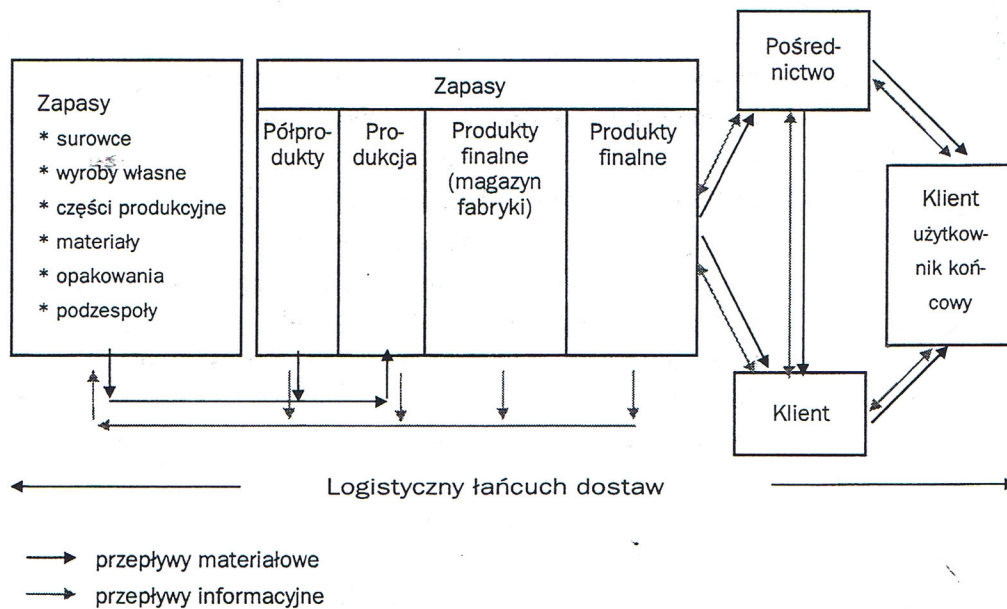 Zapasy
* surowce
* wyroby własne
* części produkcyjne
* materiały
* opakowania
* podzespoły
Zapasy
Półpro-
dukty
Pro-
dukcja
Produkty
finalne
(magazyn
fabryki)
Produkty
finalne
Pośred-
nictwo
Klient
Klient
użytkow-
nik koń-
cowy
Logistyczny łańcuch dostaw
przepływy materiałowe
przepływy informacyjne